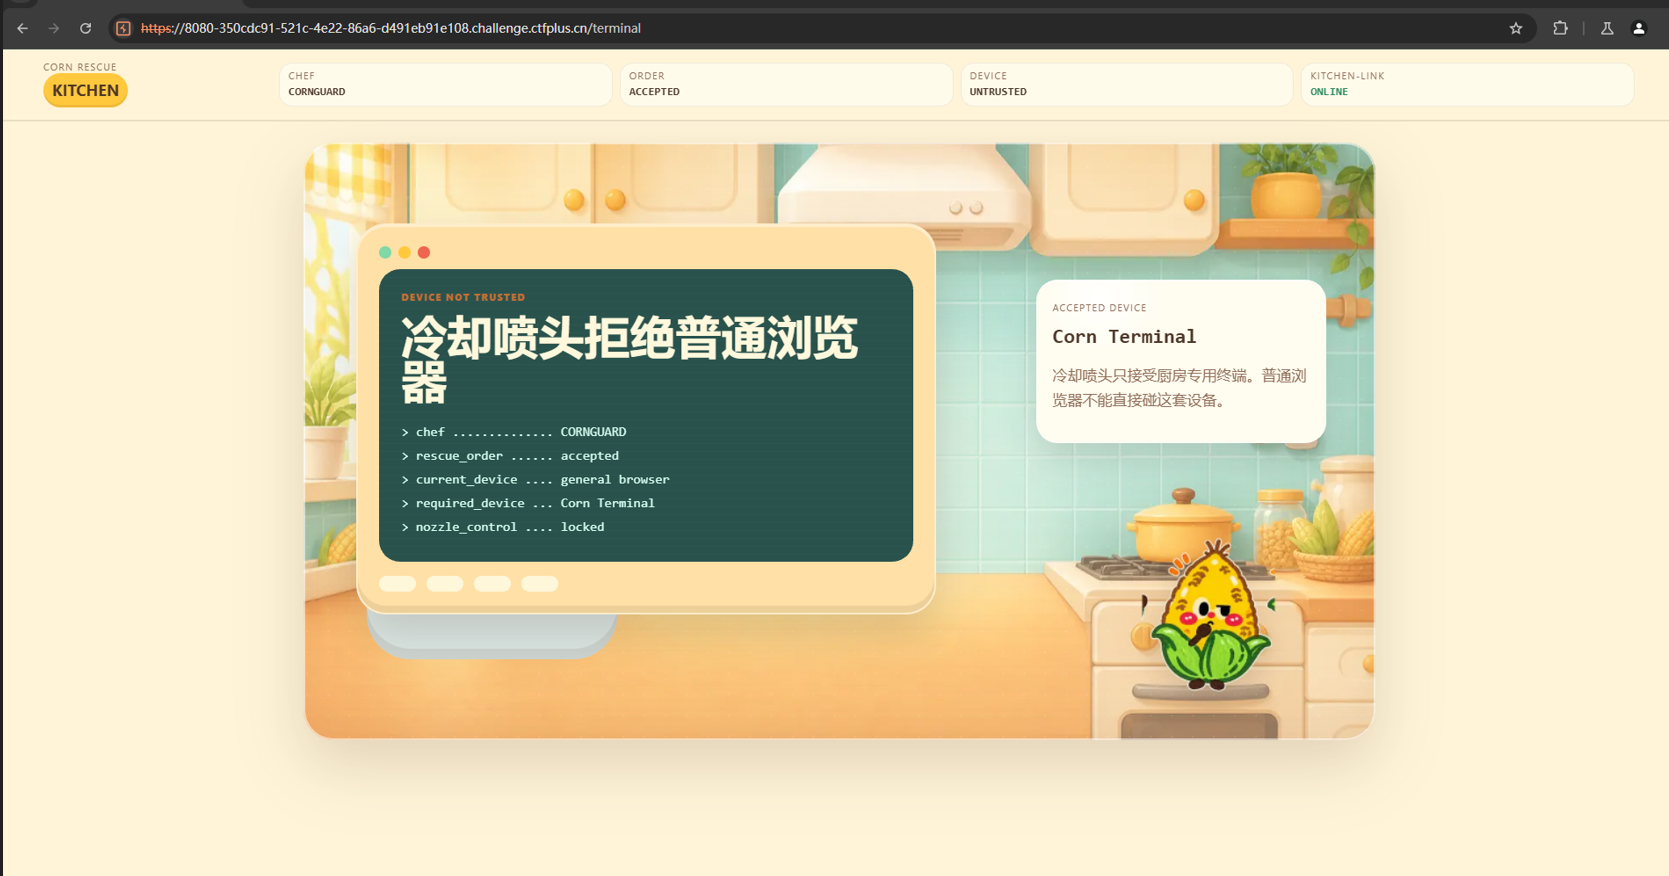 https://8080-350cdc91-521c-4e22-86a6-d491eb91e108.challenge.ctfplus.cn/terminal
CORN RESCUE
KITCHEN
CHEF
CORNGUARD
ORDER
ACCEPTED
DEVICE
UNTRUSTED
KITCHEN-LINK
ONLINE
DEVICE NOT TRUSTED
冷却喷头拒绝普通浏览
器
> chef .............. CORNGUARD
> rescue_order ...... accepted
> current_device .... general browser
> required_device ... Corn Terminal
> nozzle_control .... locked
ACCEPTED DEVICE
Corn Terminal
冷却喷头只接受厨房专用终端。普通浏
览器不能直接碰这套设备。